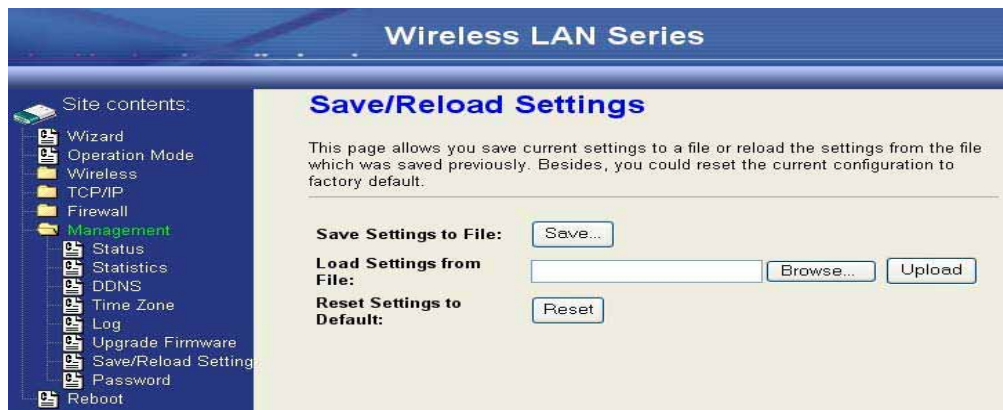 Wireless LAN Series
Site contents:
Wizard
Operation Mode
Wireless
TCP/IP
Firewall
Management
Status
Statistics
DDNS
Time Zone
Log
Upgrade Firmware
Save/Reload Setting
Password
Reboot
Save/Reload Settings
This page allows you save current settings to a file or reload the settings from the file
which was saved previously. Besides, you could reset the current configuration to
factory default.
Save Settings to File: Save...
Load Settings from
File: Browse... Upload
Reset Settings to
Default: Reset